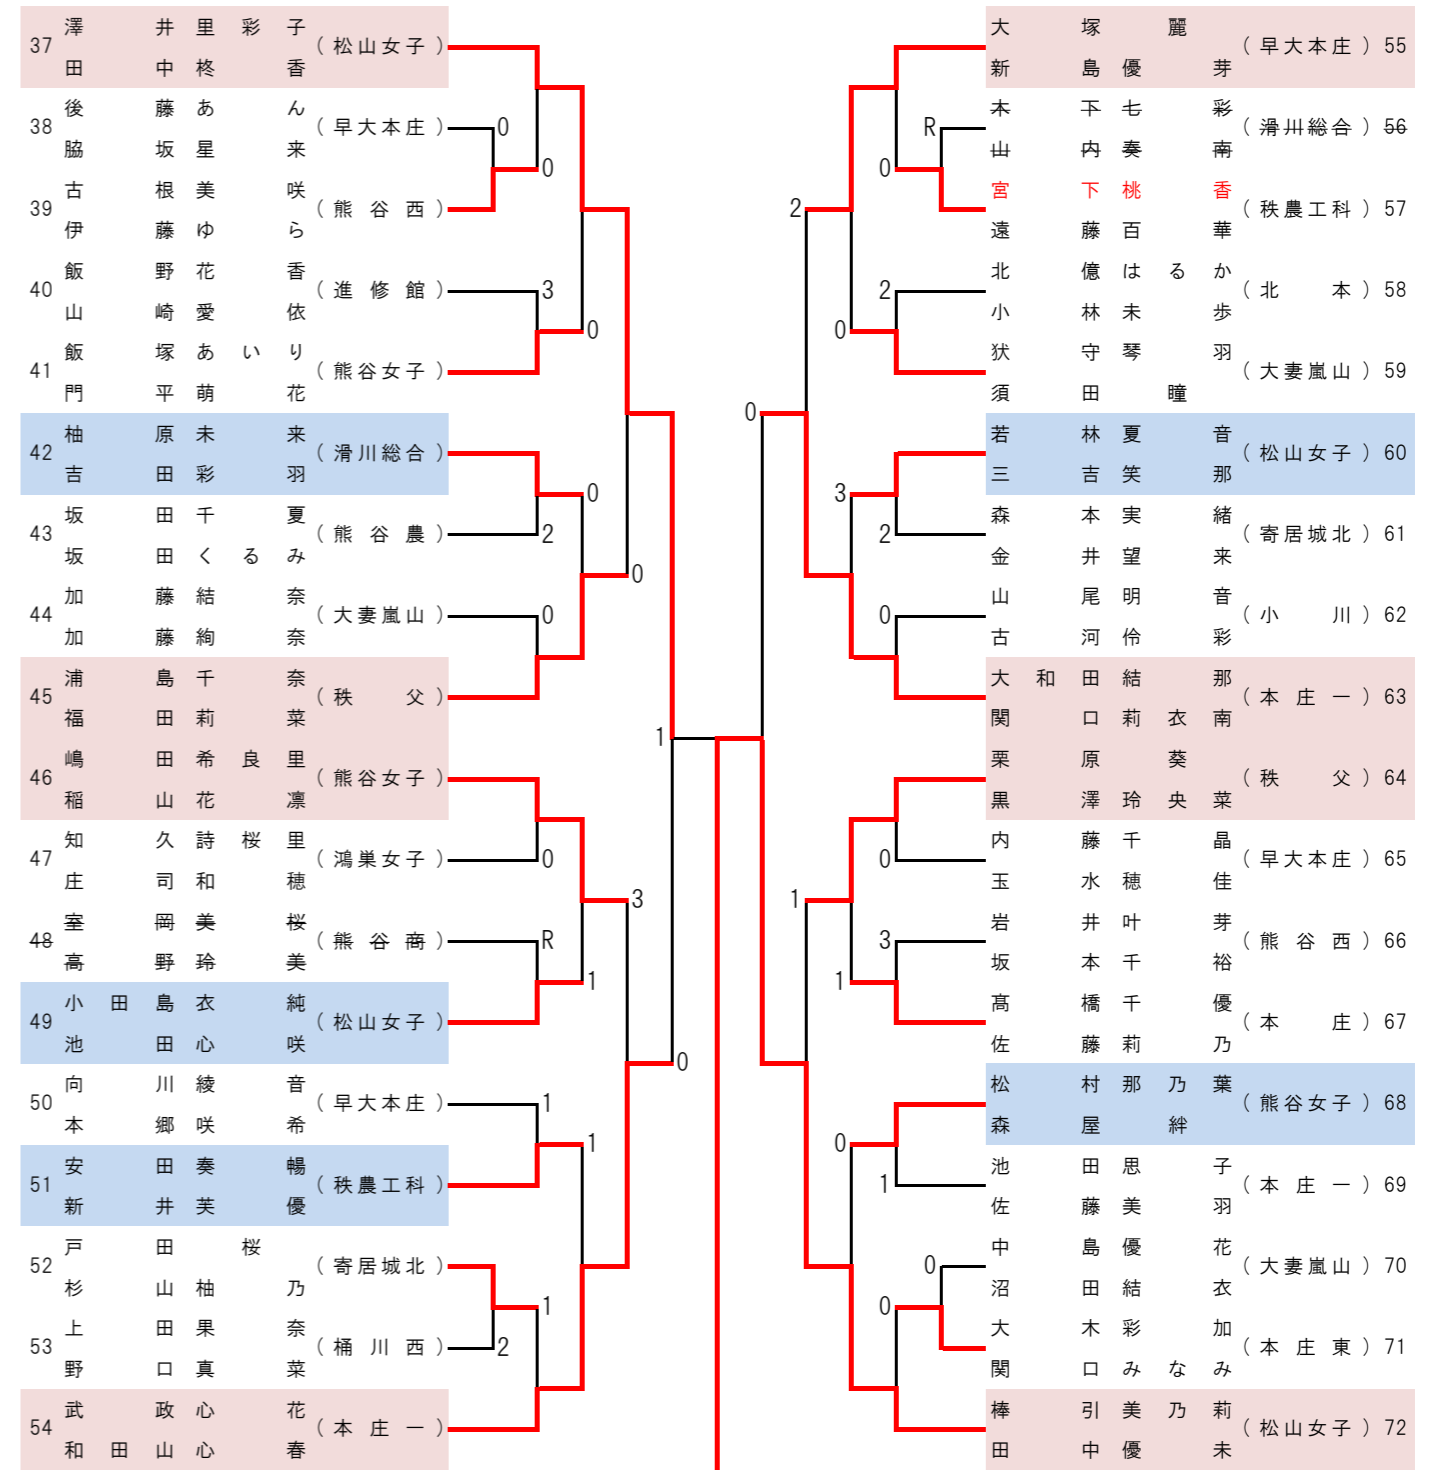 37 澤井里彩子 (松山女子)
田中柊香
38 後藤あん (早大本庄) 0
脇坂星来
0
39 古根美咲 (熊谷西)
伊藤ゆら
40 飯野花香 (進修館) 3
山崎愛依
0
41 飯塚あいり (熊谷女子)
門平萌花
42 柚原未来 (滑川総合)
吉田彩羽
0
43 坂田千夏 (熊谷農) 2
坂田くるみ
0
44 加藤結奈 (大妻嵐山) 0
加藤絢奈
45 浦島千奈 (秩父)
福田莉菜
1
46 嶋田希良里 (熊谷女子)
稲山花凛
47 知久詩桜里 (鴻巣女子) 0
庄司和穂
3
48 室岡美桜 (熊谷商) R
高野玲美
1
49 小田島衣純 (松山女子)
池田心咲
0
50 向川綾音 (早大本庄) 1
本郷咲希
1
51 安田奏暢 (秩農工科)
新井芙優
52 戸田桜 (寄居城北)
杉山柚乃
1
53 上田果奈 (桶川西) 2
野口真菜
54 武政心花 (本庄一)
和田山心春
大塚麗 (早大本庄) 55
新島優芽
R 木下七彩 (滑川総合) 56
山内奏南
0
2 宮下桃香 (秩農工科) 57
遠藤百華
2 北億はるか (北本) 58
小林未歩
0
犾守琴羽 (大妻嵐山) 59
須田瞳
0
若林夏音 (松山女子) 60
三吉笑那
3
2 森本実緒 (寄居城北) 61
金井望来
0 山尾明音 (小川) 62
古河伶彩
大和田結那 (本庄一) 63
関口莉衣南
栗原葵 (秩父) 64
黒澤玲央菜
0 内藤千晶 (早大本庄) 65
玉水穂佳
1
3 岩井叶芽 (熊谷西) 66
坂本千裕
1
髙橋千優 (本庄) 67
佐藤莉乃
松村那乃葉 (熊谷女子) 68
森屋絆
0
1 池田思子 (本庄一) 69
佐藤美羽
0 中島優花 (大妻嵐山) 70
沼田結衣
0
大木彩加 (本庄東) 71
関口みなみ
棒引美乃莉 (松山女子) 72
田中優未